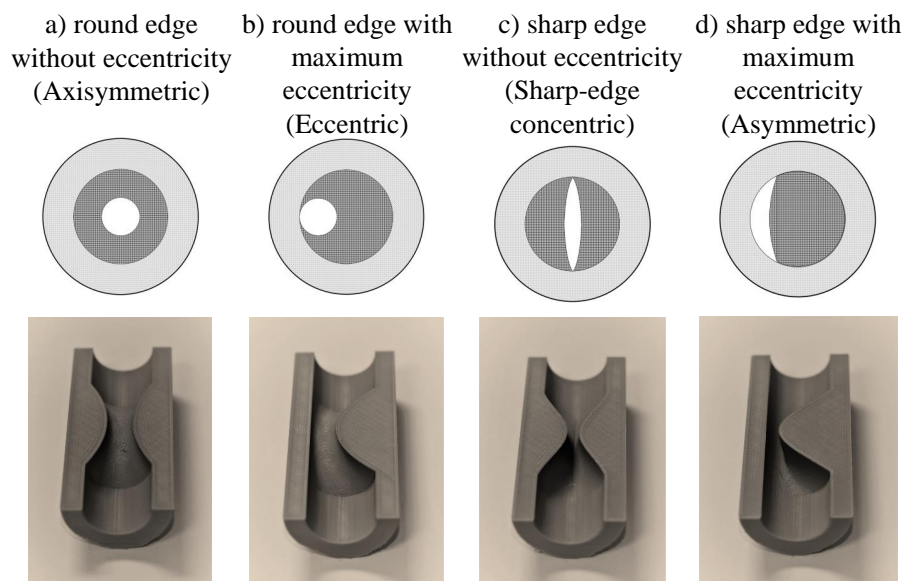 a) round edge
without eccentricity
(Axisymmetric)
b) round edge with
maximum
eccentricity
(Eccentric)
c) sharp edge
without eccentricity
(Sharp-edge
concentric)
d) sharp edge with
maximum
eccentricity
(Asymmetric)